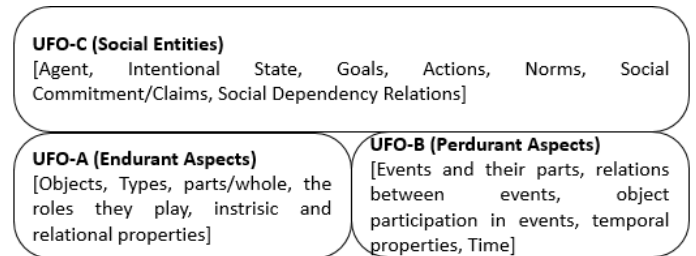 UFO-C (Social Entities)
[Agent, Intentional State, Goals, Actions, Norms, Social
Commitment/Claims, Social Dependency Relations]
UFO-A (Endurant Aspects)
[Objects, Types, parts/whole, the
roles they play, instrisic and
relational properties]
UFO-B (Perdurant Aspects)
[Events and their parts, relations
between events, object
participation in events, temporal
properties, Time]